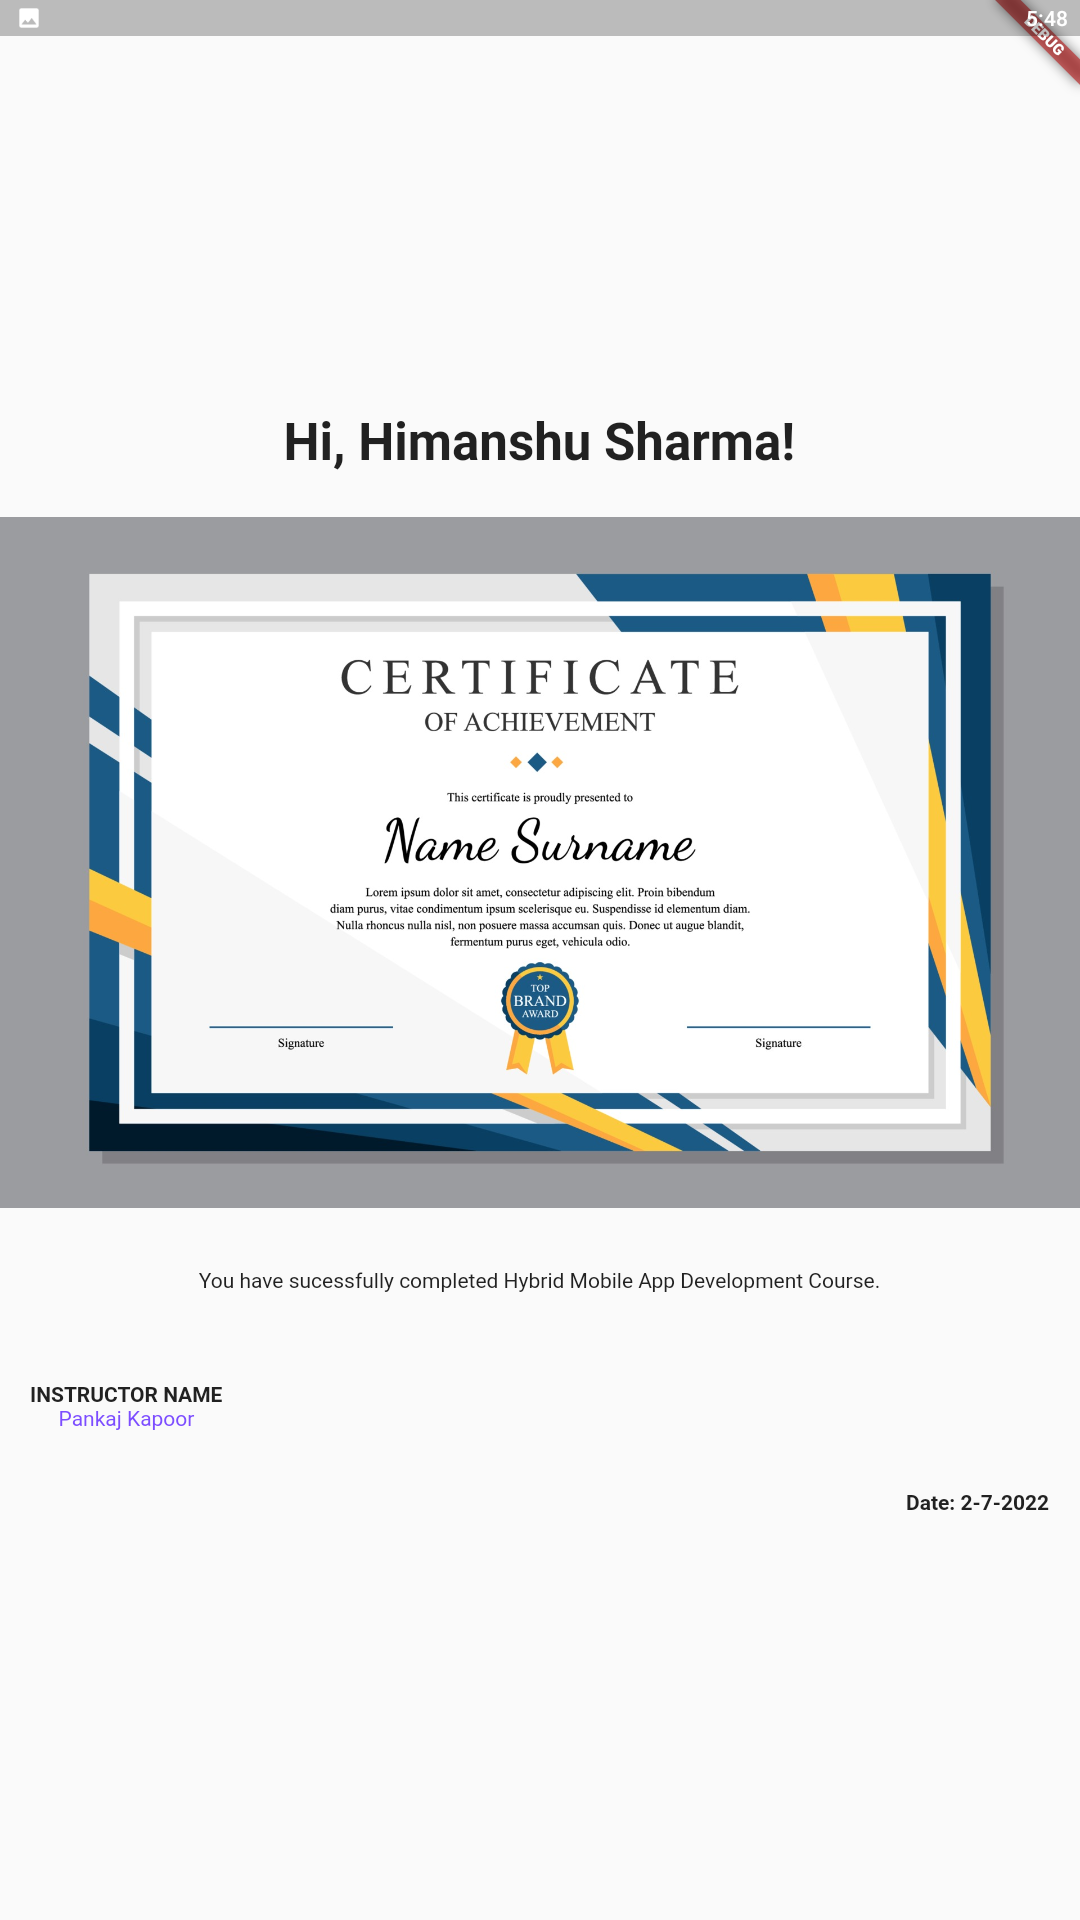 5:48
DEBUG
Hi, Himanshu Sharma!
CERTIFICATE
OF ACHIEVEMENT
This certificate is proudly presented to
Name Surname
Lorem ipsum dolor sit amet, consectetur adipiscing elit. Proin bibendum
diam purus, vitae condimentum ipsum scelerisque eu. Suspendisse id elementum diam.
Nulla rhoncus nulla nisl, non posuere massa accumsan quis. Donec ut augue blandit,
fermentum purus eget, vehicula odio.
TOP
BRAND
AWARD
Signature
Signature
You have sucessfully completed Hybrid Mobile App Development Course.
INSTRUCTOR NAME
Pankaj Kapoor
Date: 2-7-2022